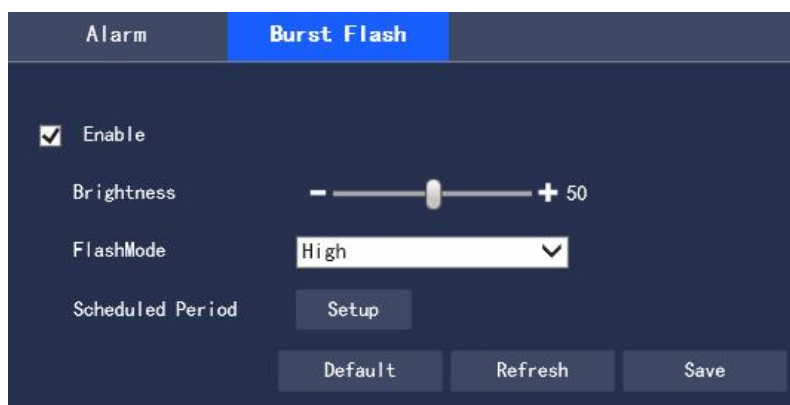 Alarm Burst Flash
Enable
Brightness 50
FlashMode High
Scheduled Period Setup
Default Refresh Save